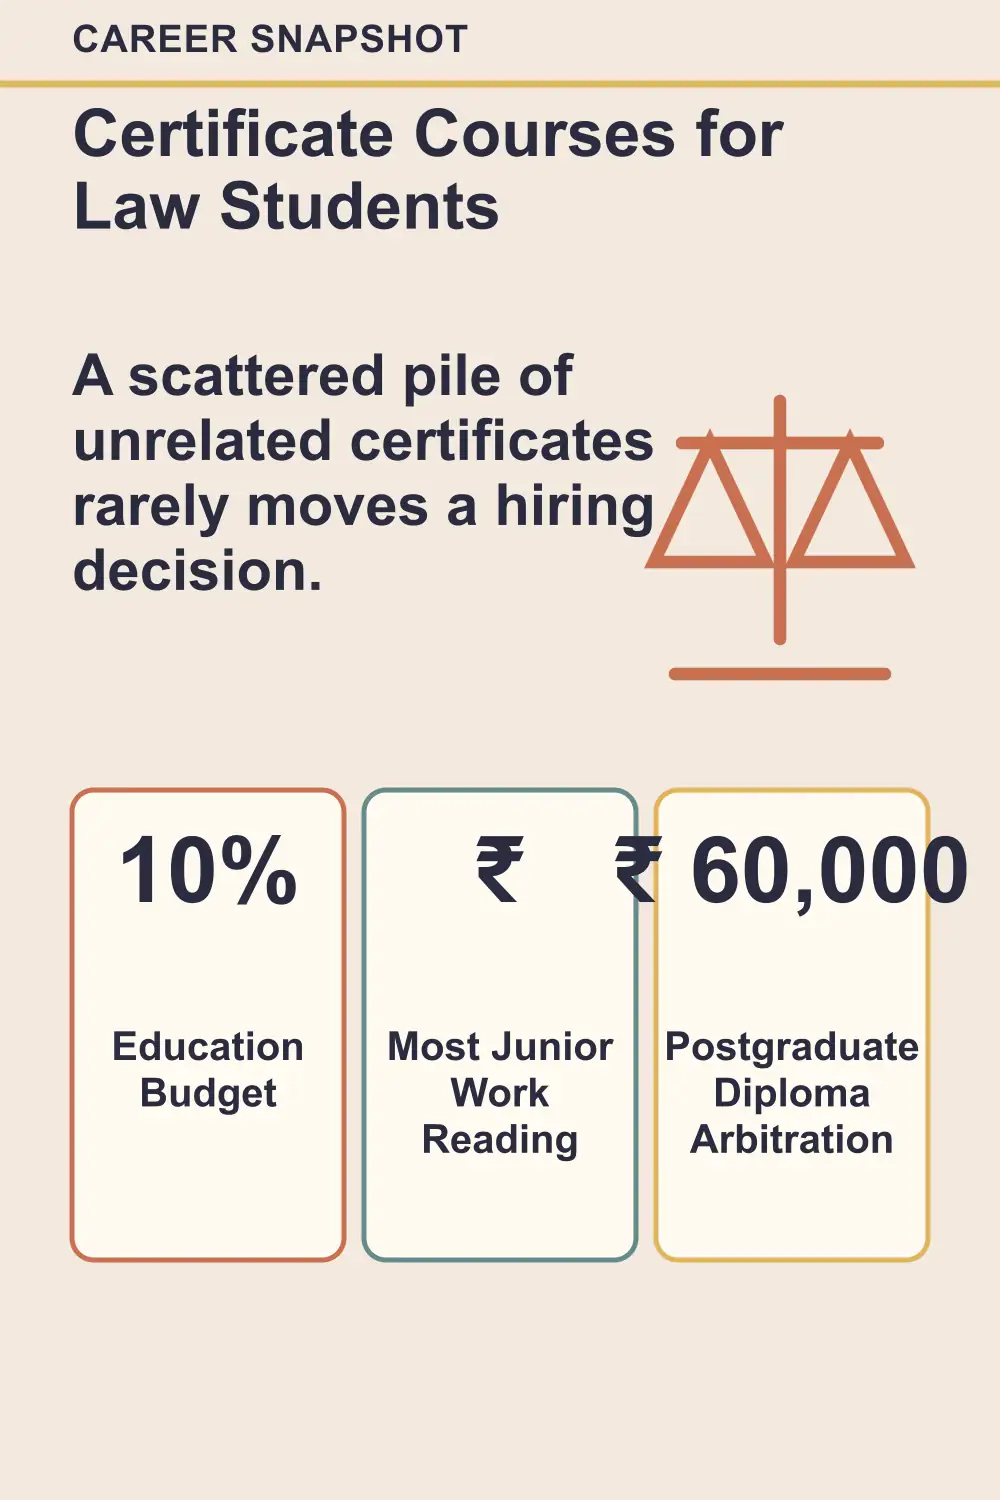 CAREER SNAPSHOT
Certificate Courses for
Law Students
A scattered pile of
unrelated certificates
rarely moves a hiring
decision.
10%
Education
Budget
₹
Most Junior
Work
Reading
₹ 60,000
Postgraduate
Diploma
Arbitration